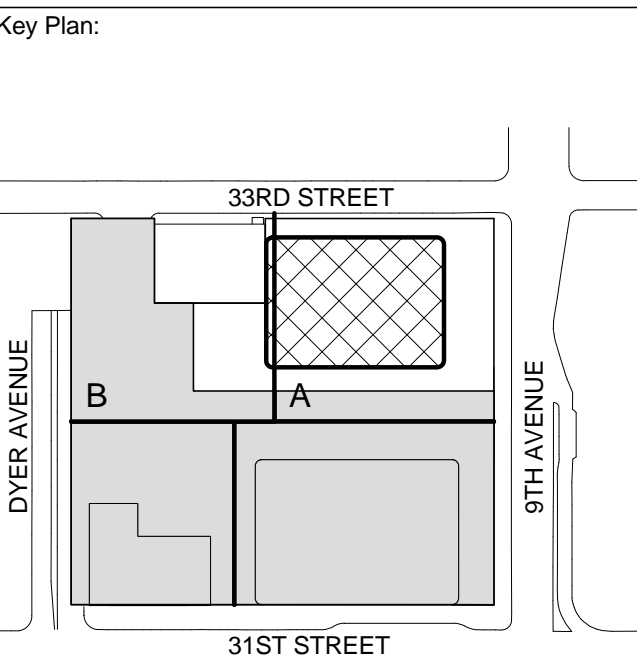 Key Plan:
33RD STREET
DYER AVENUE
B
A
9TH AVENUE
31ST STREET